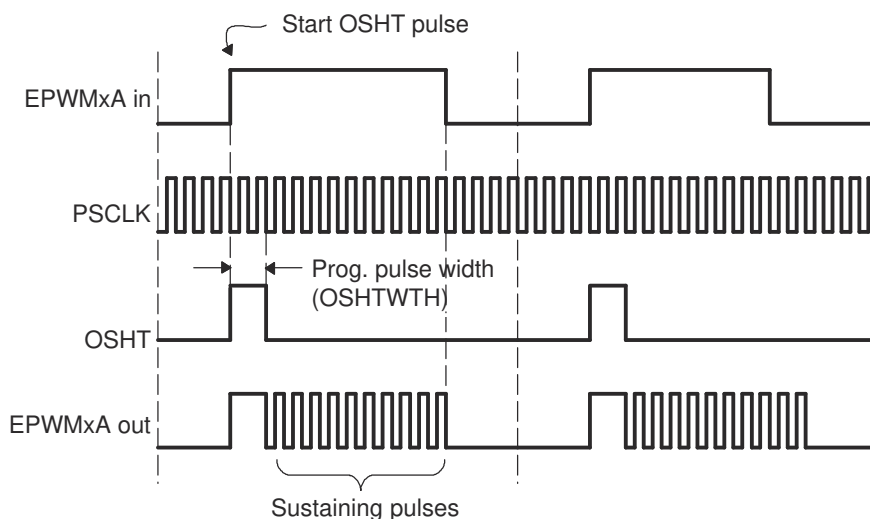 Start OSHT pulse
EPWMxA in
PSCLK
Prog. pulse width
(OSHTWTH)
OSHT
EPWMxA out
Sustaining pulses